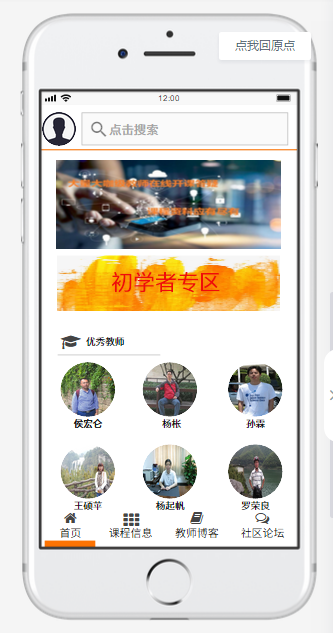 点我回原点
12:00
点击搜索
初学者专区
优秀教师
侯宏仑
杨枨
孙霖
王硕苹
杨起帆
罗荣良
首页
课程信息
教师博客
社区论坛